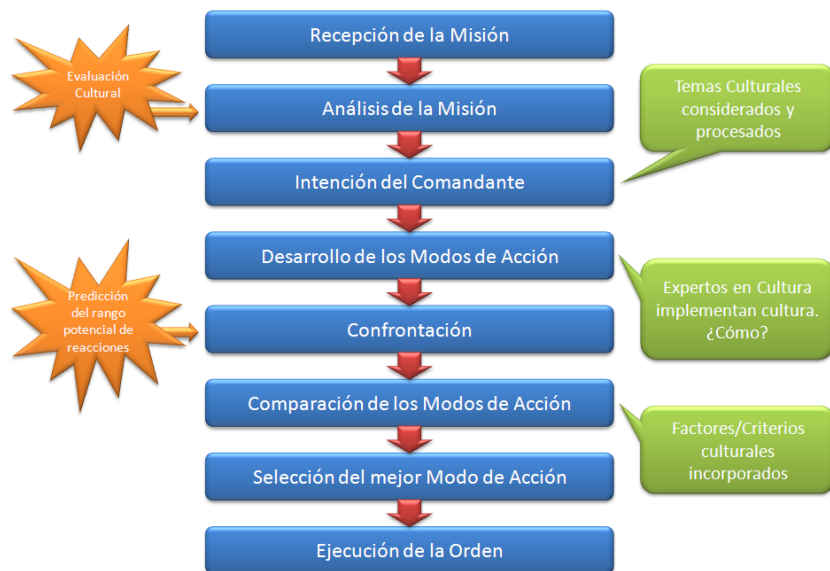 Recepción de la Misión
Evaluación
Cultural
Análisis de la Misión
Temas Culturales
considerados y
procesados
Intención del Comandante
Desarrollo de los Modos de Acción
Predicción
del rango
potencial de
reacciones
Expertos en Cultura
implementan cultura.
¿Cómo?
Confrontación
Comparación de los Modos de Acción
Factores/Criterios
culturales
incorporados
Selección del mejor Modo de Acción
Ejecución de la Orden